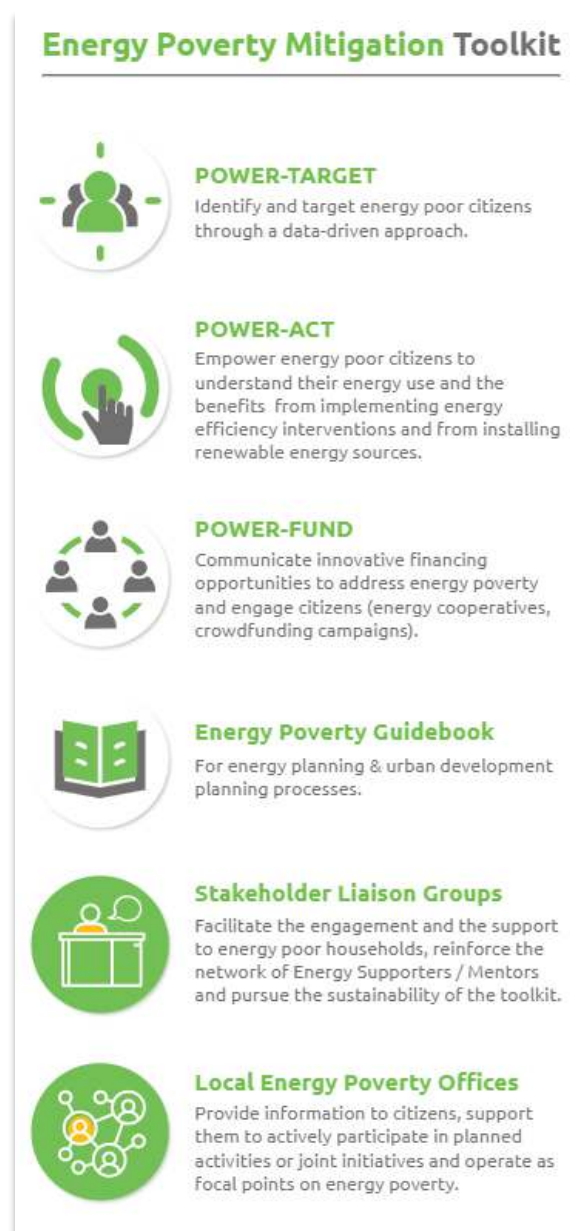 Energy Poverty Mitigation Toolkit
POWER-TARGET
Identify and target energy poor citizens
through a data-driven approach.
POWER-ACT
Empower energy poor citizens to
understand their energy use and the
benefits from implementing energy
efficiency interventions and from installing
renewable energy sources.
POWER-FUND
Communicate innovative financing
opportunities to address energy poverty
and engage citizens (energy cooperatives,
crowdfunding campaigns).
Energy Poverty Guidebook
For energy planning & urban development
planning processes.
Stakeholder Liaison Groups
Facilitate the engagement and the support
to energy poor households, reinforce the
network of Energy Supporters / Mentors
and pursue the sustainability of the toolkit.
Local Energy Poverty Offices
Provide information to citizens, support
them to actively participate in planned
activities or joint initiatives and operate as
focal points on energy poverty.